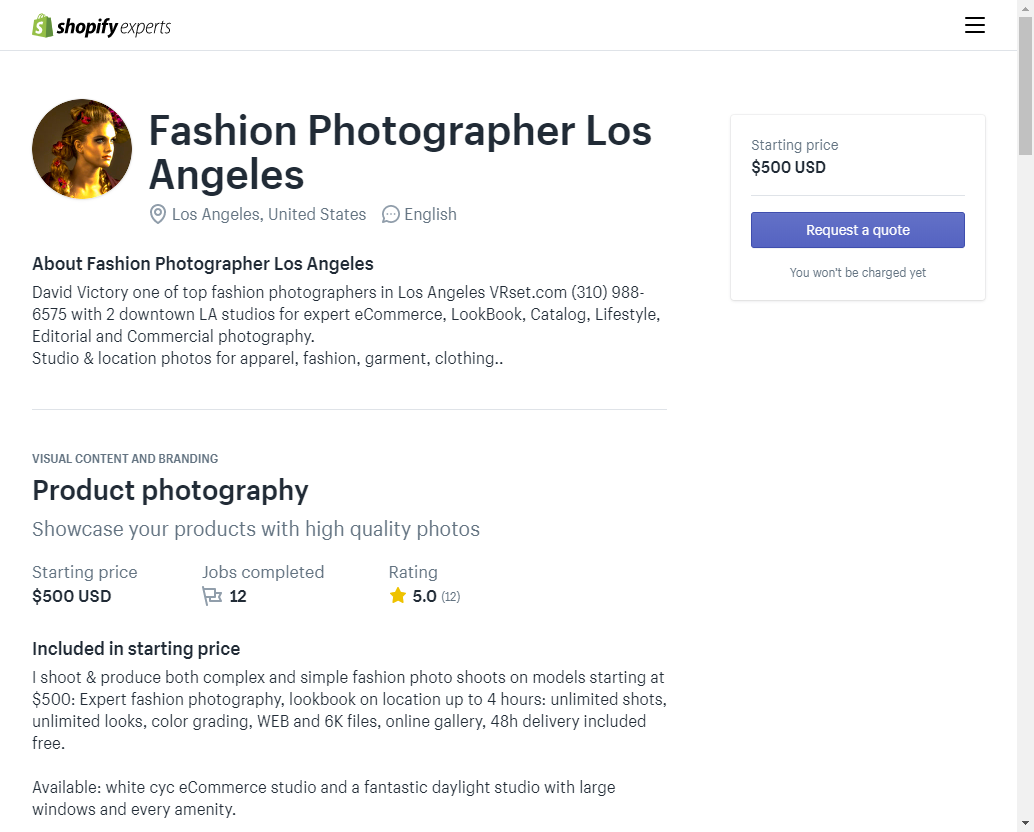 shopify experts
Fashion Photographer Los
Angeles
Los Angeles, United States English
About Fashion Photographer Los Angeles
David Victory one of top fashion photographers in Los Angeles VRset.com (310) 988-
6575 with 2 downtown LA studios for expert eCommerce, LookBook, Catalog, Lifestyle,
Editorial and Commercial photography.
Studio & location photos for apparel, fashion, garment, clothing..
Starting price
$500 USD
Request a quote
You won't be charged yet
VISUAL CONTENT AND BRANDING
Product photography
Showcase your products with high quality photos
Starting price Jobs completed Rating
$500 USD 12 5.0 (12)
Included in starting price
I shoot & produce both complex and simple fashion photo shoots on models starting at
$500: Expert fashion photography, lookbook on location up to 4 hours: unlimited shots,
unlimited looks, color grading, WEB and 6K files, online gallery, 48h delivery included
free.
Available: white cyc eCommerce studio and a fantastic daylight studio with large
windows and every amenity.